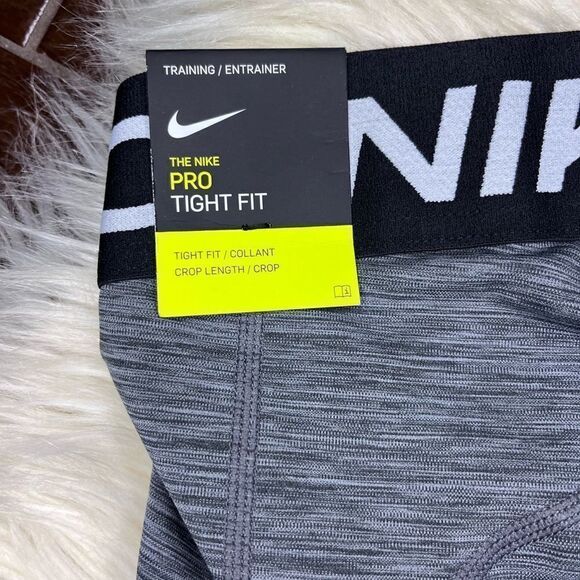 TRAINING / ENTRAINER
THE NIKE
PRO
TIGHT FIT
TIGHT FIT / COLLANT
CROP LENGTH / CROP
NIK